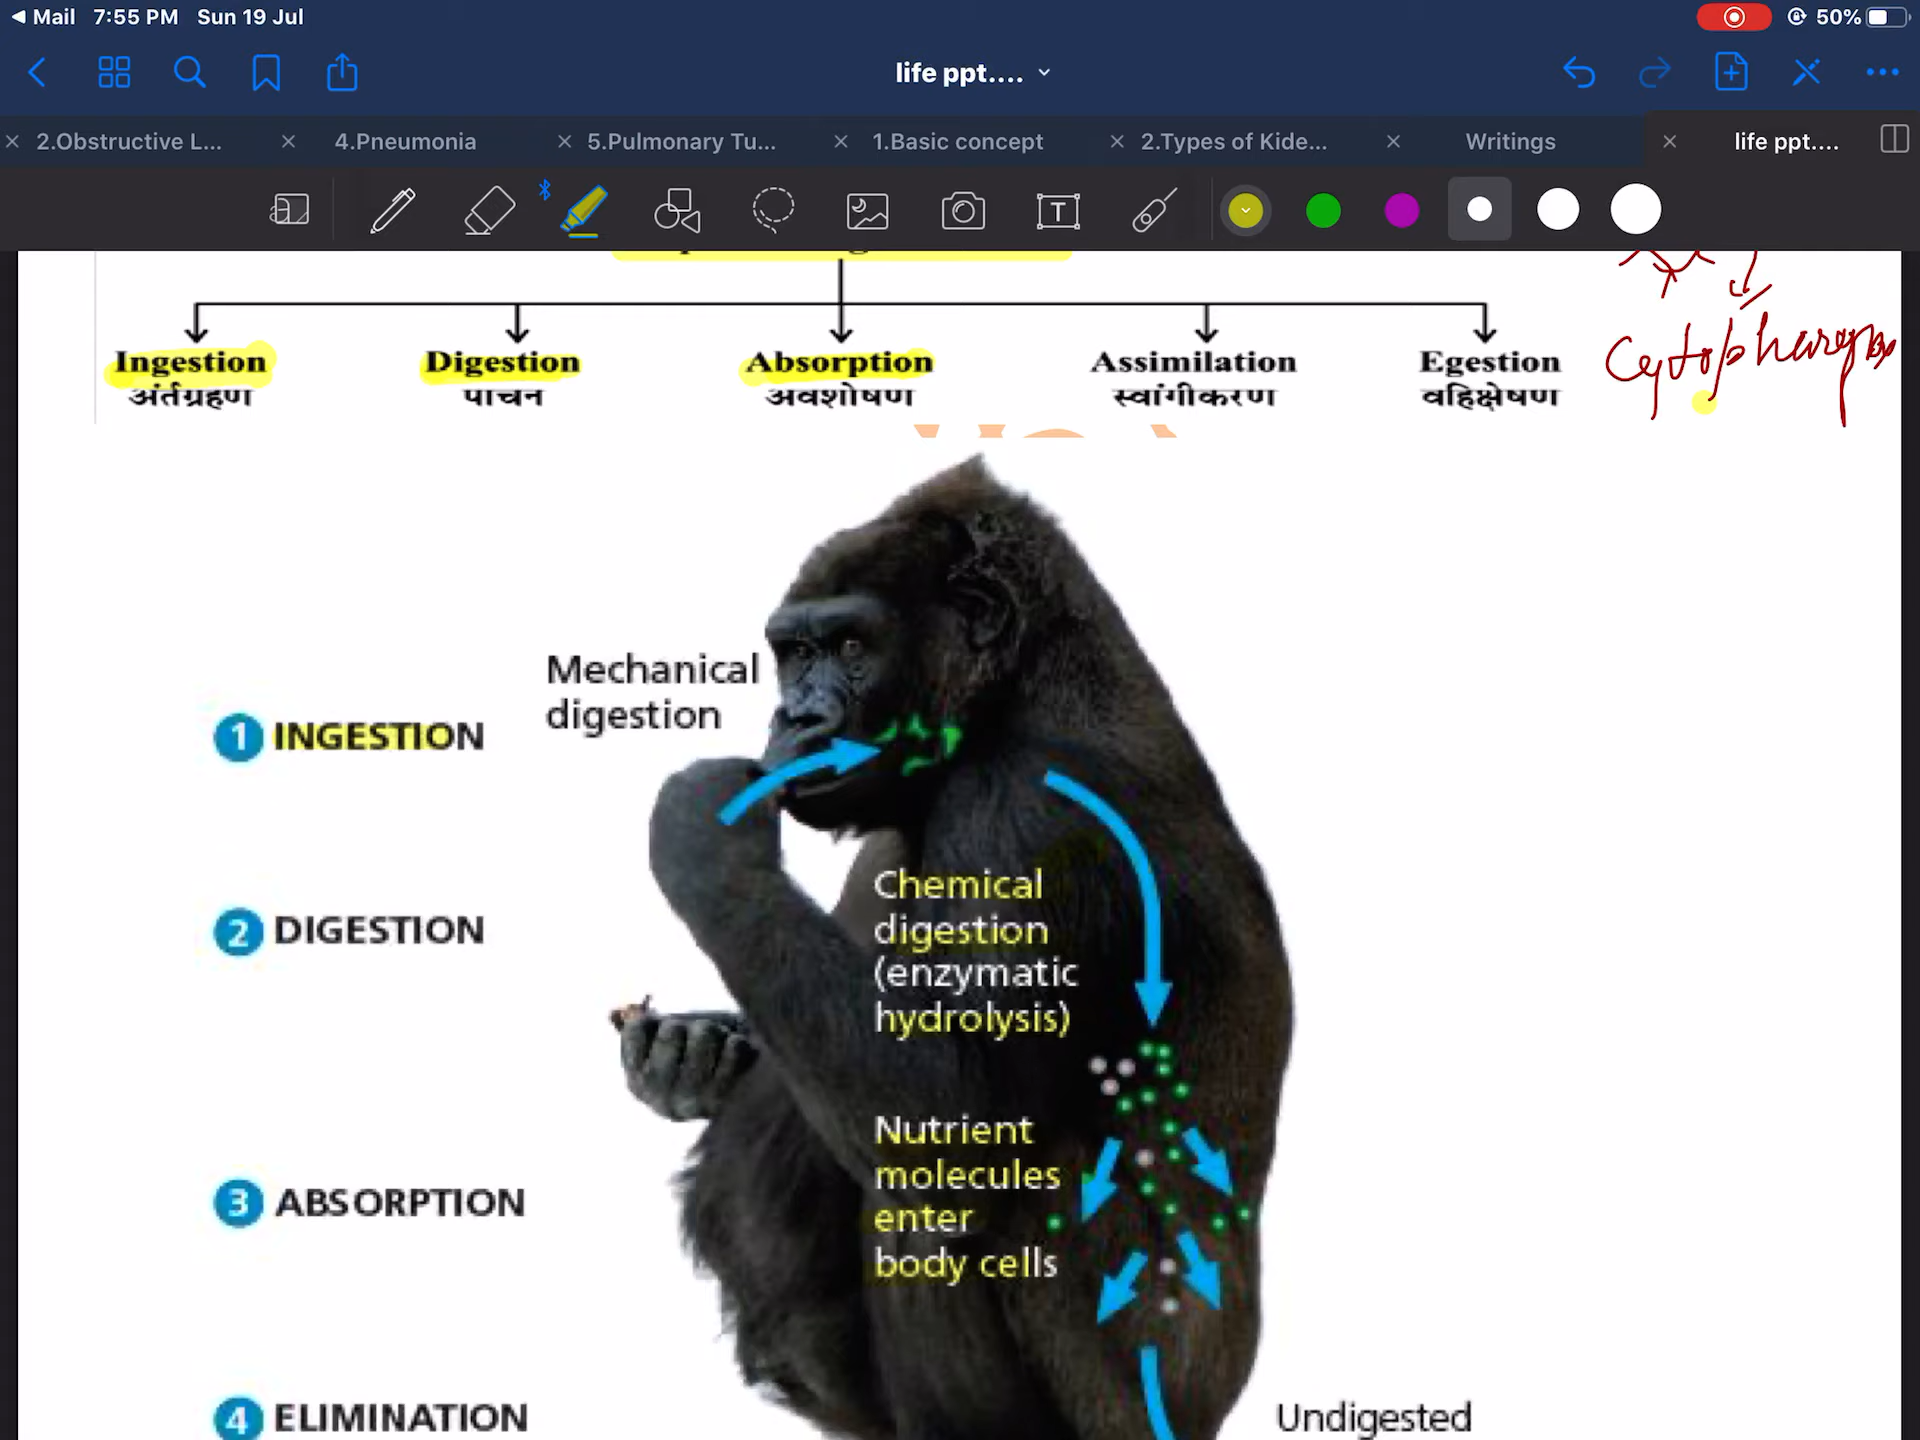 Mail 7:55 PM Sun 19 Jul 50%
life ppt....
2.Obstructive L... 4.Pneumonia 5.Pulmonary Tu... 1.Basic concept 2.Types of Kide... Writings life ppt....
Ingestion Digestion Absorption Assimilation Egestion
अंर्तग्रहण पाचन अवशोषण स्वांगीकरण वहिक्षेषण
Mechanical
digestion
1 INGESTION
Chemical
digestion
(enzymatic
hydrolysis)
2 DIGESTION
Nutrient
molecules
enter
body cells
3 ABSORPTION
4 ELIMINATION
Undigested